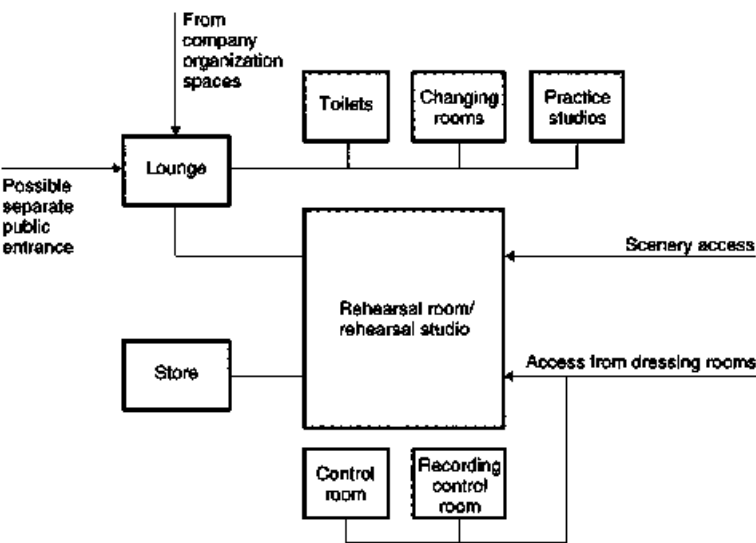 From
company
organization
spaces
Toilets
Changing
rooms
Practice
studios
Lounge
Possible
separate
public
entrance
Scenery access
Rehearsal room/
rehearsal studio
Store
Access from dressing rooms
Control
room
Recording
control
room